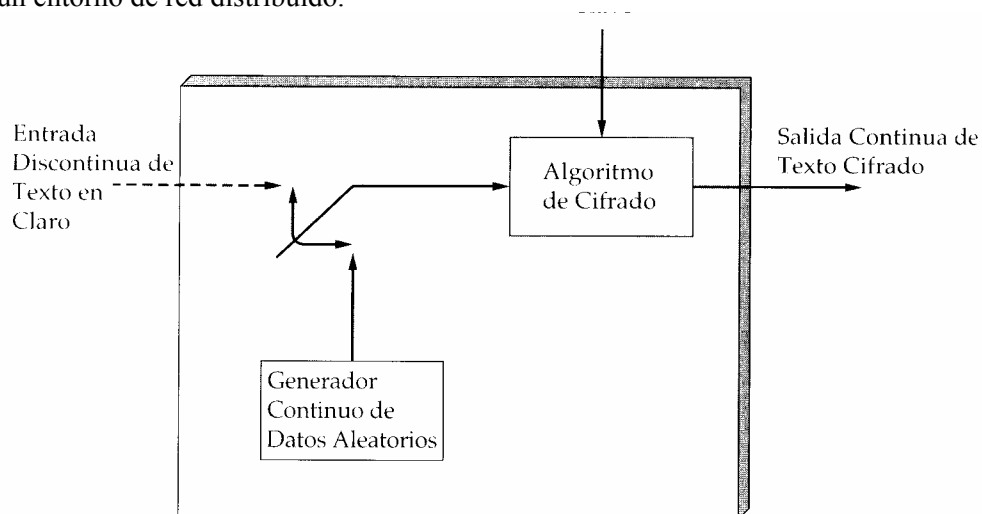 un entorno de red distribuido.
Entrada
Discontinua de
Texto en
Claro
Algoritmo
de Cifrado
Salida Continua de
Texto Cifrado
Generador
Continuo de
Datos Aleatorios